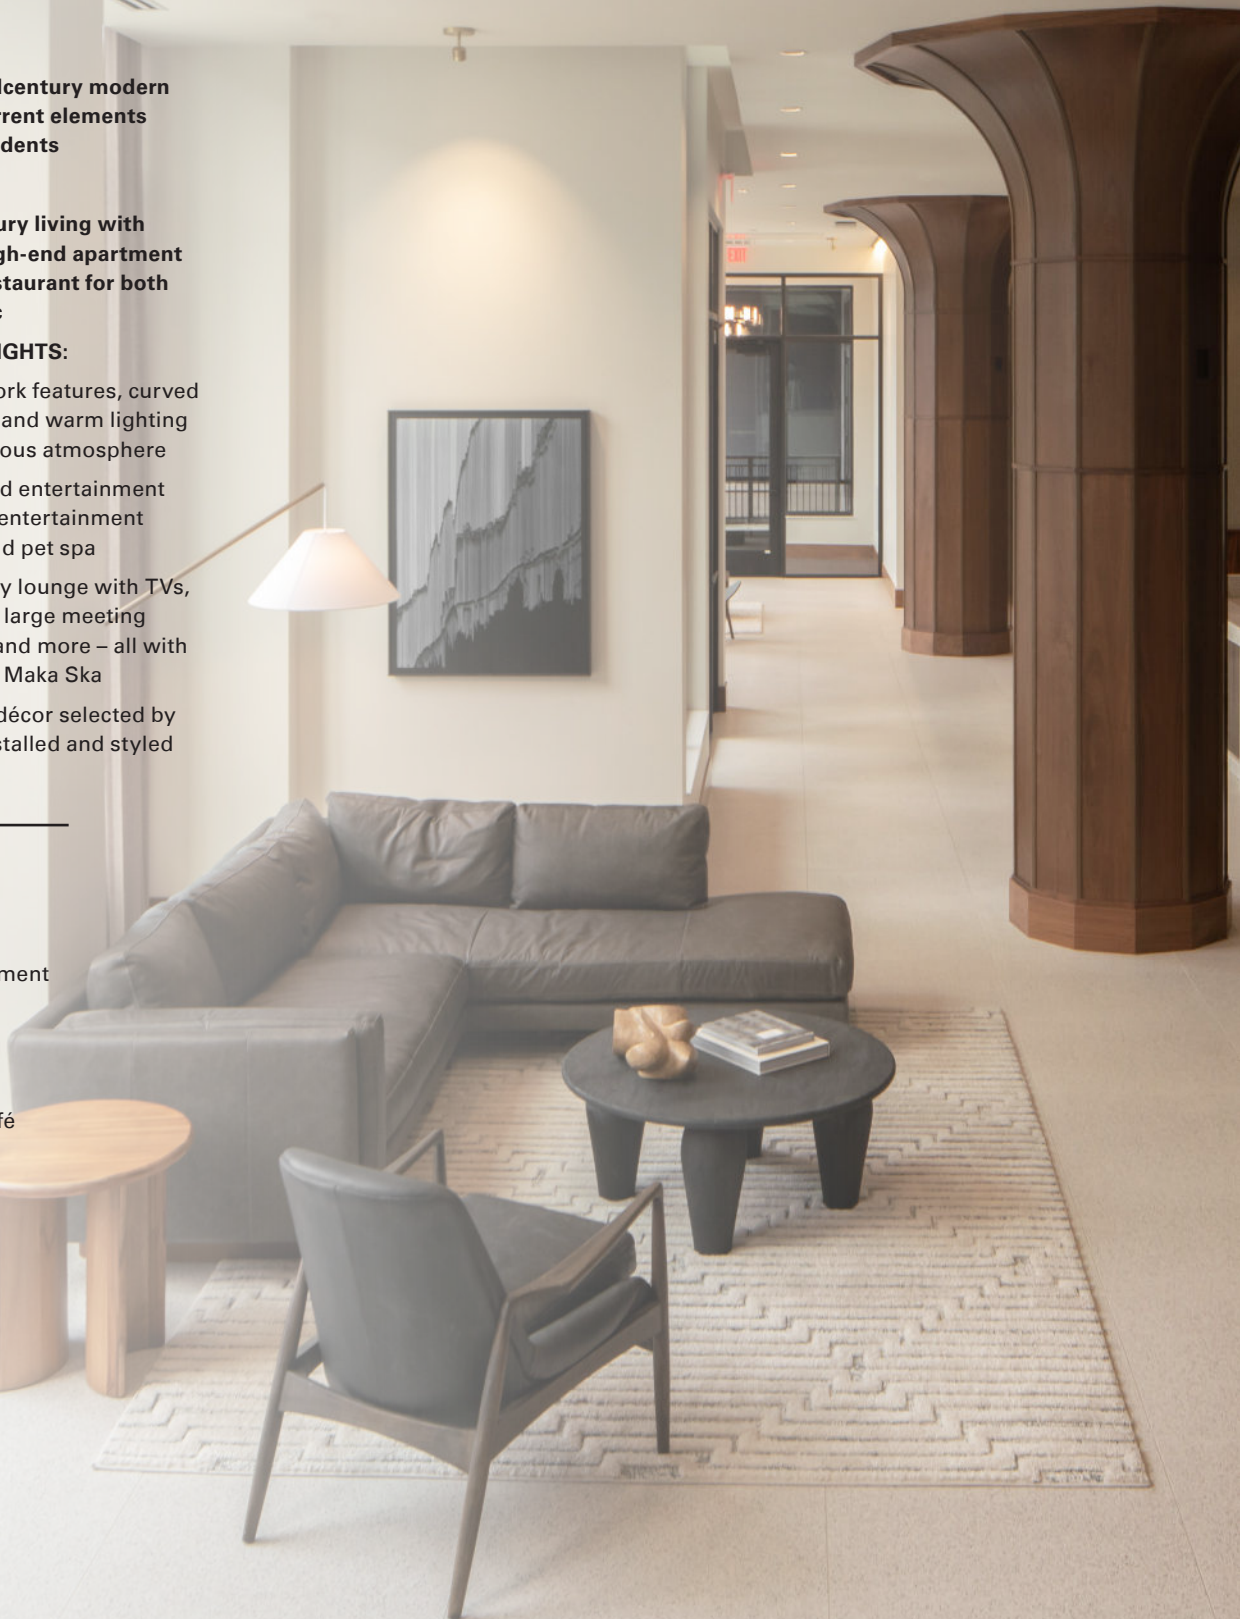 lcentury modern
rrent elements
dents
ury living with
gh-end apartment
staurant for both
c
IGHTS:
ork features, curved
and warm lighting
ous atmosphere
d entertainment
entertainment
d pet spa
y lounge with TVs,
large meeting
and more – all with
Maka Ska
décor selected by
stalled and styled
ment
fé
EXIT